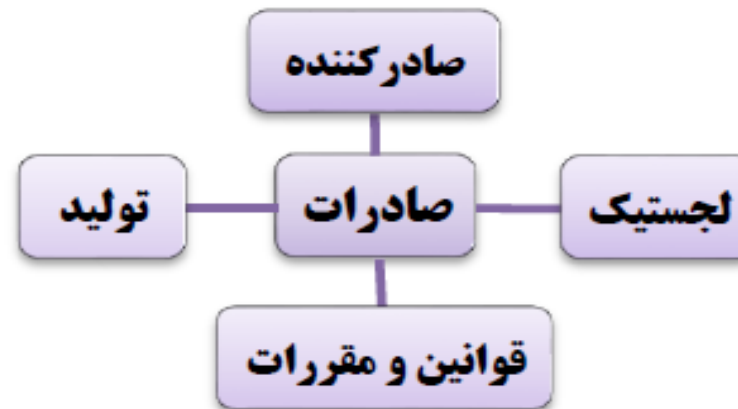 صادرکننده
لجستیک
صادرات
تولید
قوانین و مقررات